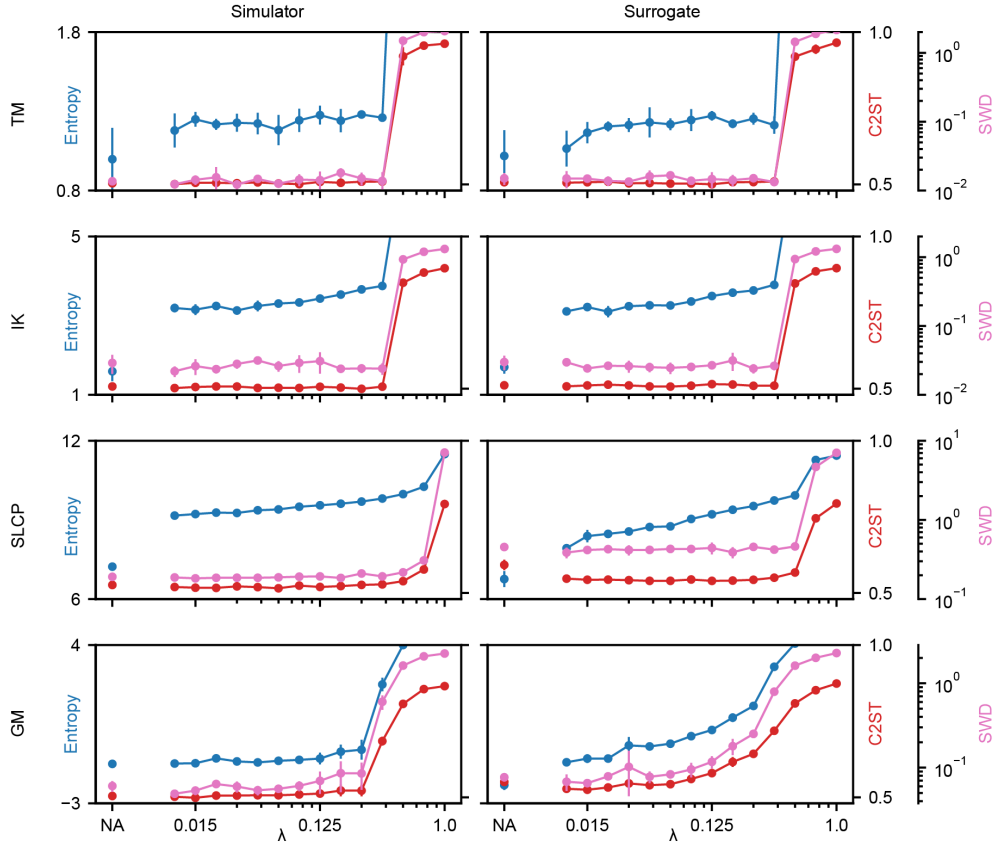 Simulator Surrogate
TM
Entropy
1.8
0.8
C2ST
1.0
0.5
SWD
10^0
10^-1
10^-2
IK
Entropy
5
1
C2ST
1.0
0.5
SWD
10^0
10^-1
10^-2
SLCP
Entropy
12
6
C2ST
1.0
0.5
SWD
10^1
10^0
10^-1
GM
Entropy
4
−3
C2ST
1.0
0.5
SWD
10^0
10^-1
NA 0.015 0.125 1.0 NA 0.015 0.125 1.0
λ λ